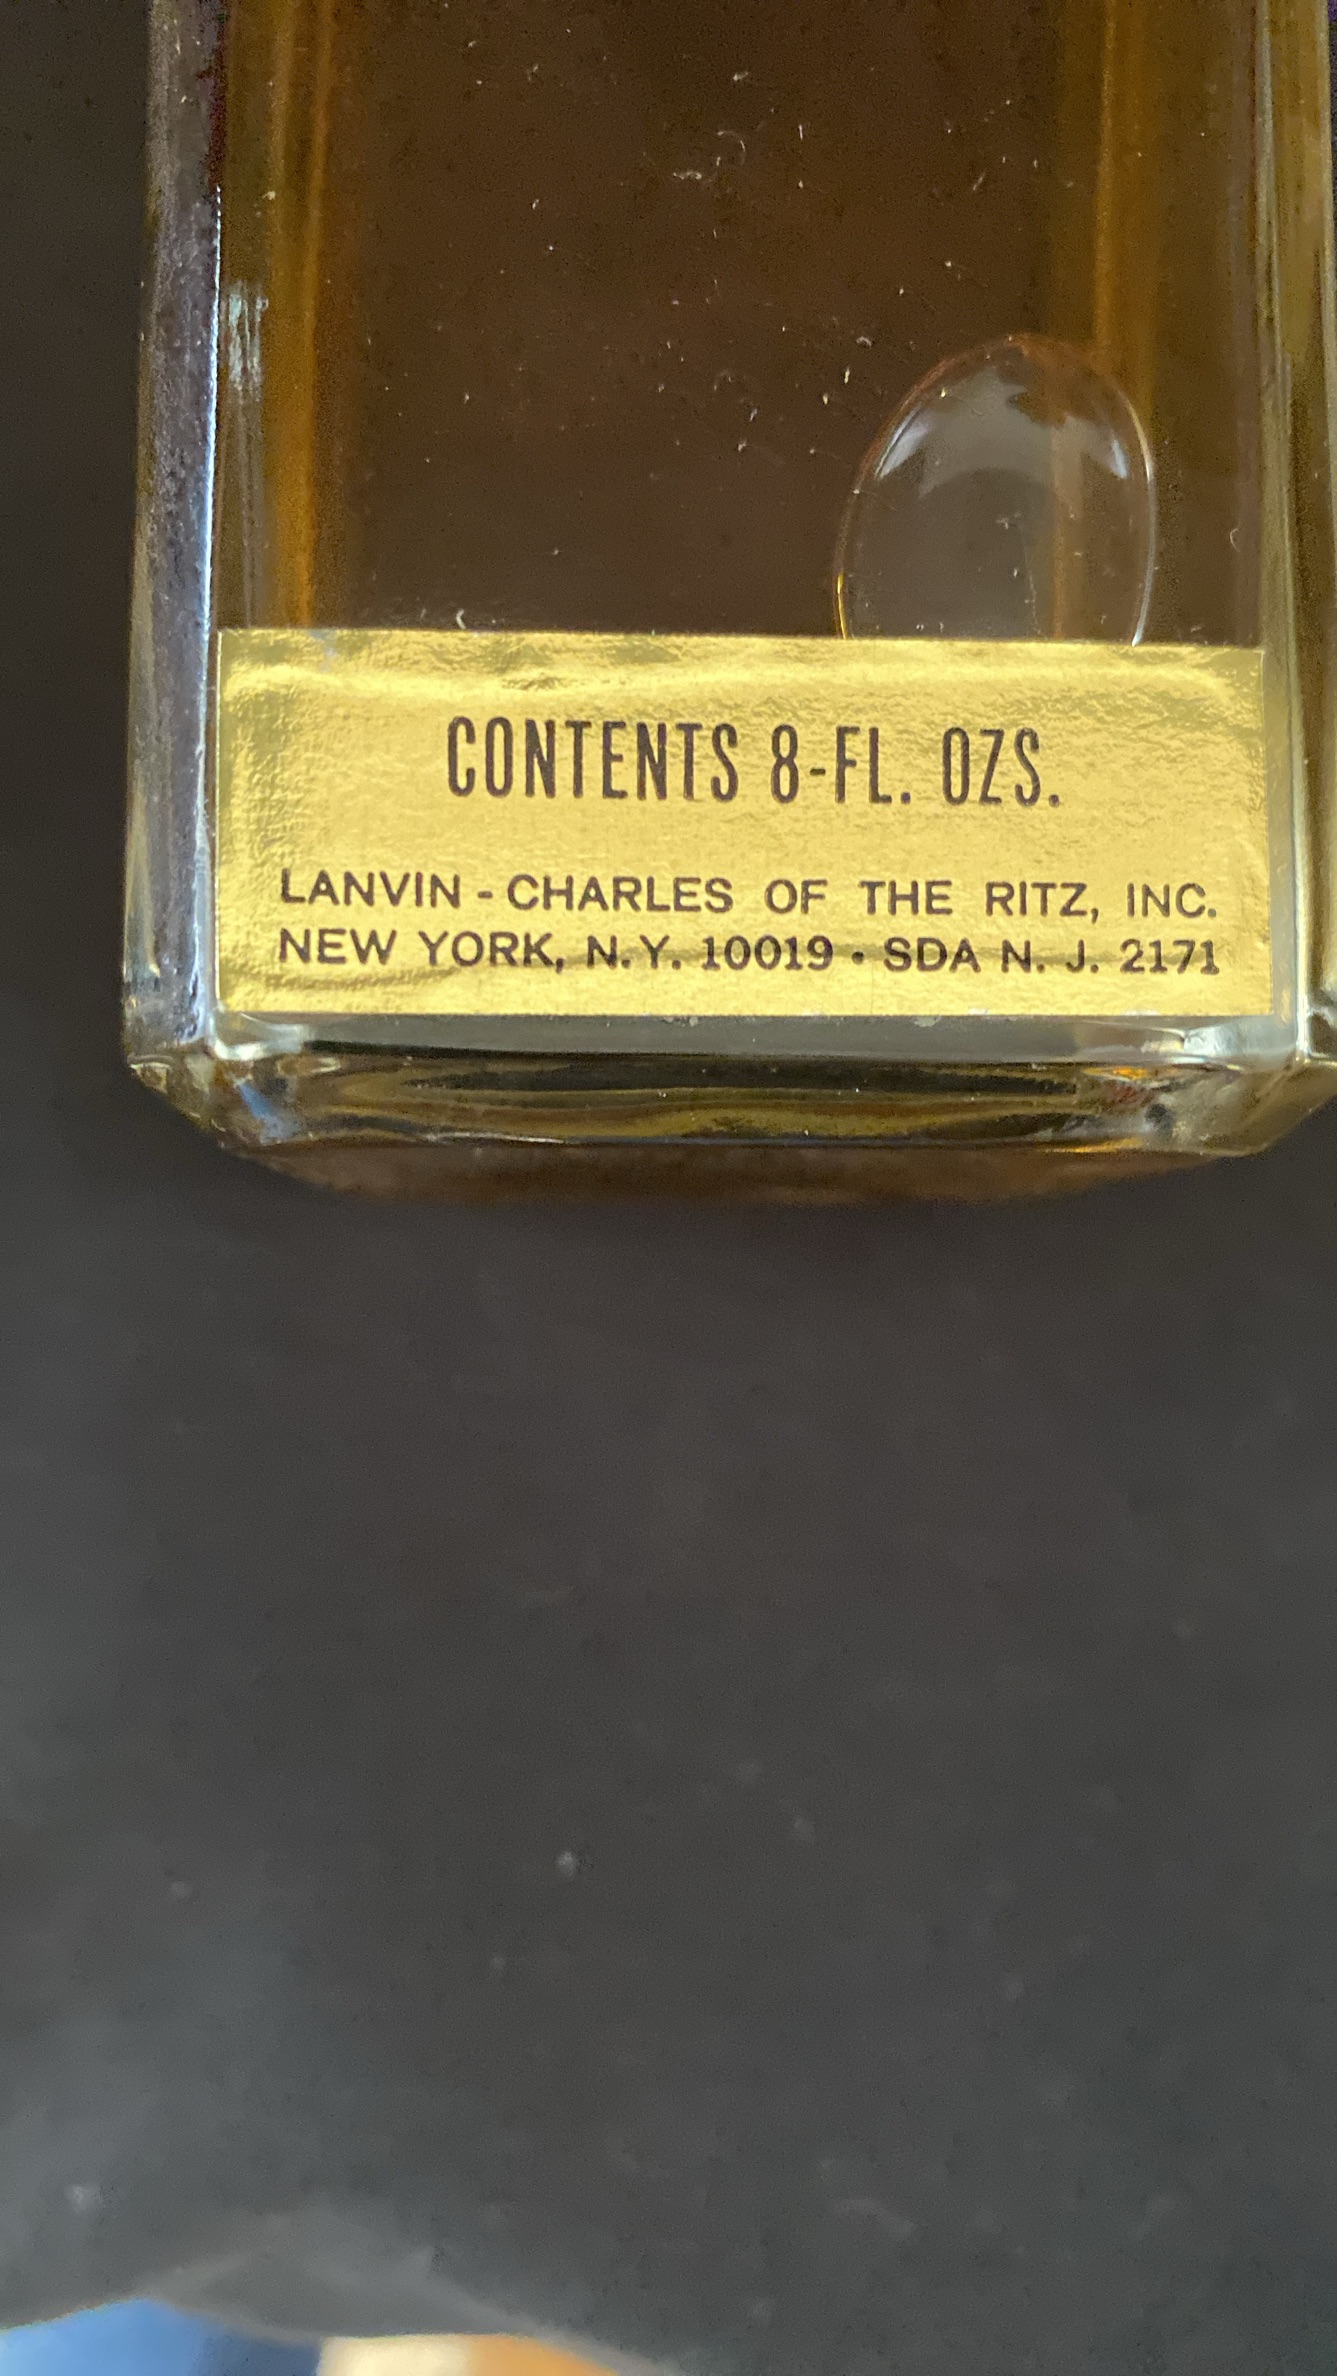 CONTENTS 8-FL. OZS.
LANVIN - CHARLES OF THE RITZ, INC.
NEW YORK, N.Y. 10019 • SDA N. J. 2171